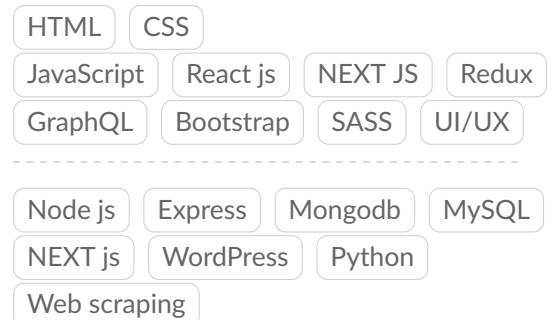 HTML CSS
JavaScript React js NEXT JS Redux
GraphQL Bootstrap SASS UI/UX
Node js Express Mongodb MySQL
NEXT js WordPress Python
Web scraping